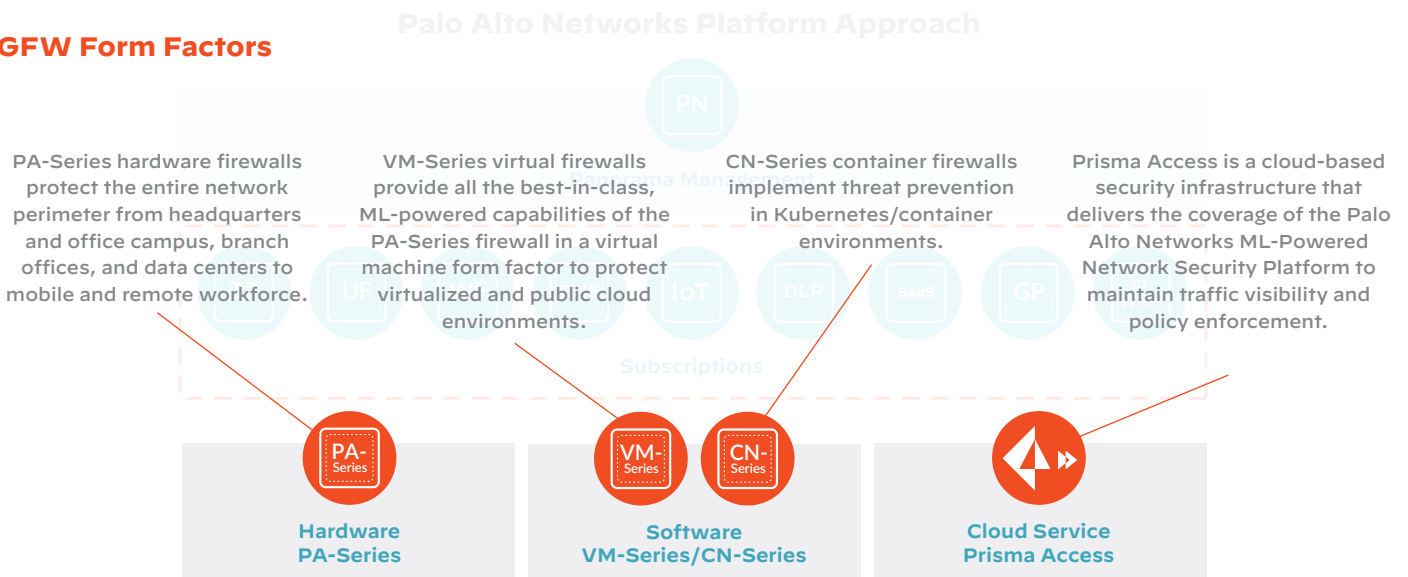 Palo Alto Networks Platform Approach
GFW Form Factors
PN
Panorama Management
PA-Series hardware firewalls
protect the entire network
perimeter from headquarters
and office campus, branch
offices, and data centers to
mobile and remote workforce.
VM-Series virtual firewalls
provide all the best-in-class,
ML-powered capabilities of the
PA-Series firewall in a virtual
machine form factor to protect
virtualized and public cloud
environments.
CN-Series container firewalls
implement threat prevention
in Kubernetes/container
environments.
Prisma Access is a cloud-based
security infrastructure that
delivers the coverage of the Palo
Alto Networks ML-Powered
Network Security Platform to
maintain traffic visibility and
policy enforcement.
UF
IoT
DLP
SaaS
GP
Subscriptions
PA-
Series
VM-
Series
CN-
Series
Hardware
PA-Series
Software
VM-Series/CN-Series
Cloud Service
Prisma Access